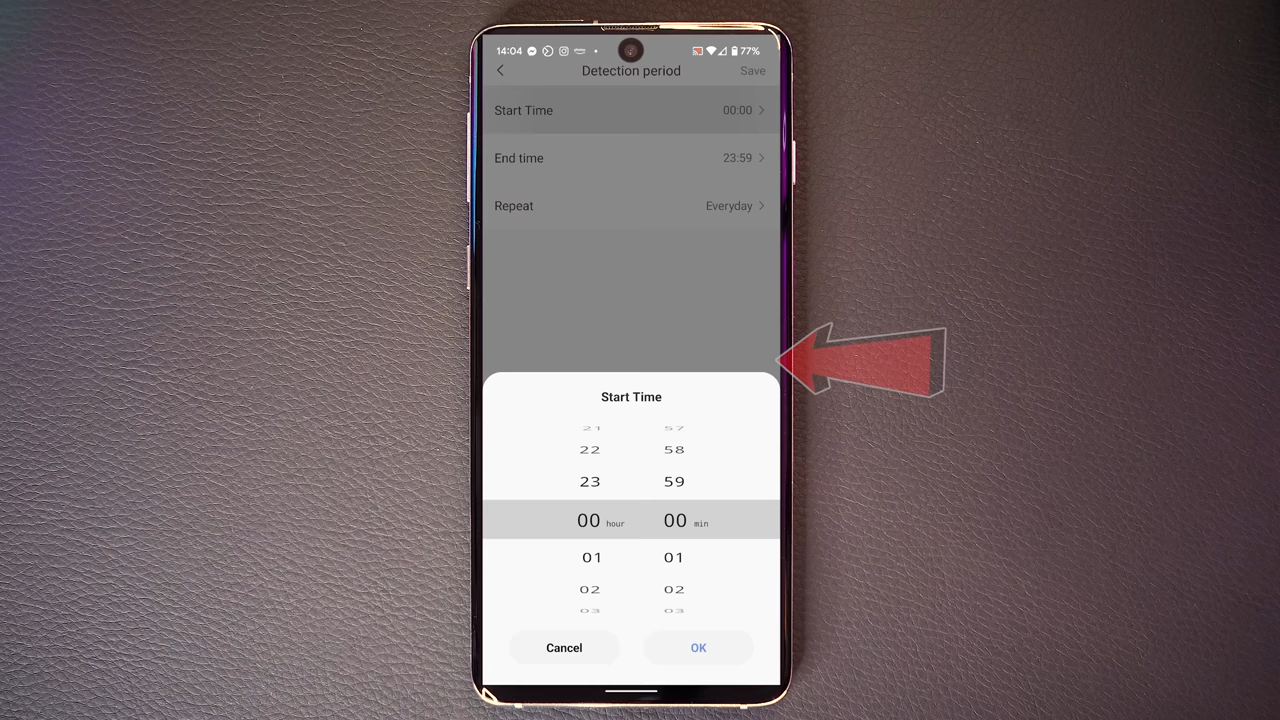 14:04 77%
Detection period Save
Start Time 00:00
End time 23:59
Repeat Everyday
Start Time
21 57
22 58
23 59
00 hour 00 min
01 01
02 02
03 03
Cancel OK